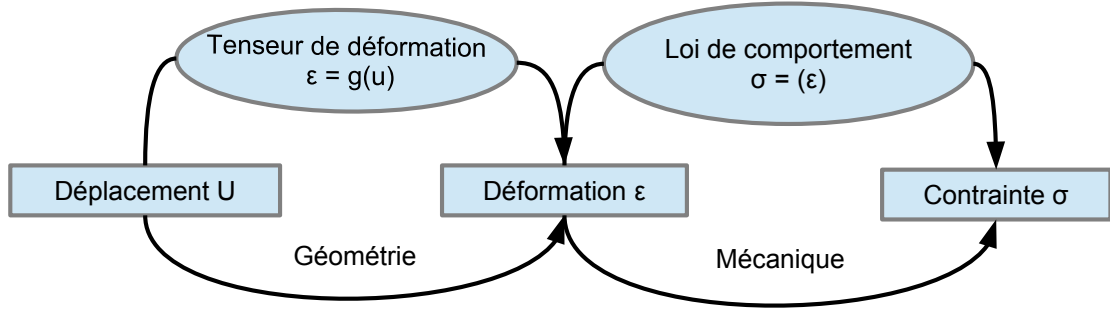 Tenseur de déformation
ε = g(u)
Loi de comportement
σ = (ε)
Déplacement U
Déformation ε
Contrainte σ
Géométrie
Mécanique